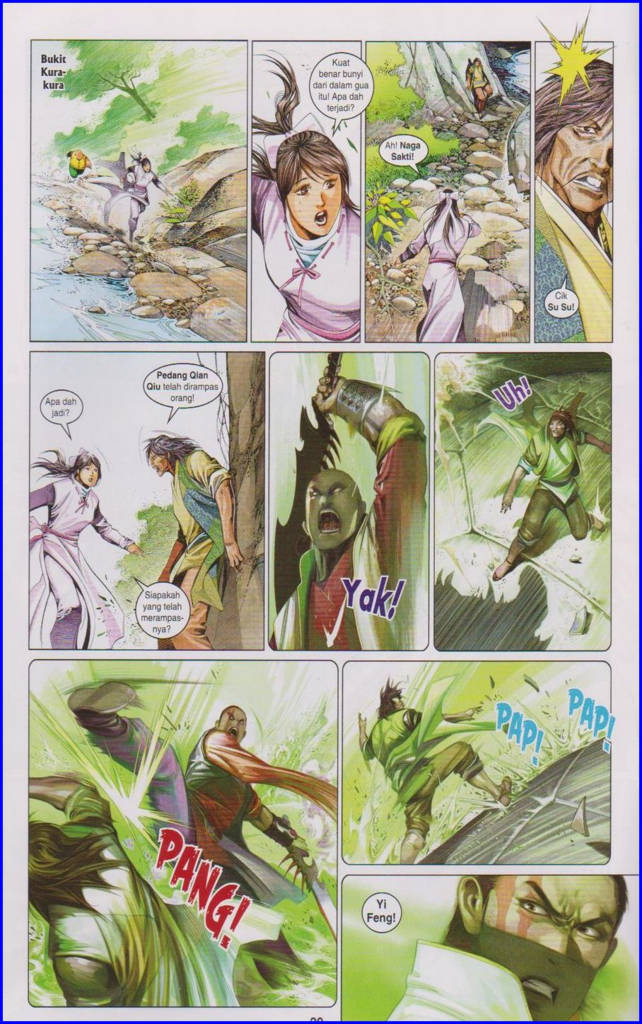 Bukit
Kura-
kura
Kuat
benar bunyi
dari dalam gua
itu! Apa dah
terjadi?
Ah! Naga
Sakti!
Cik
Su Su!
Apa dah
jadi?
Pedang Qian
Qiu telah dirampas
orang!
Siapakah
yang telah
merampas-
nya?
Yak!
Uh!
PANG!
PAP!
PAP!
Yi
Feng!